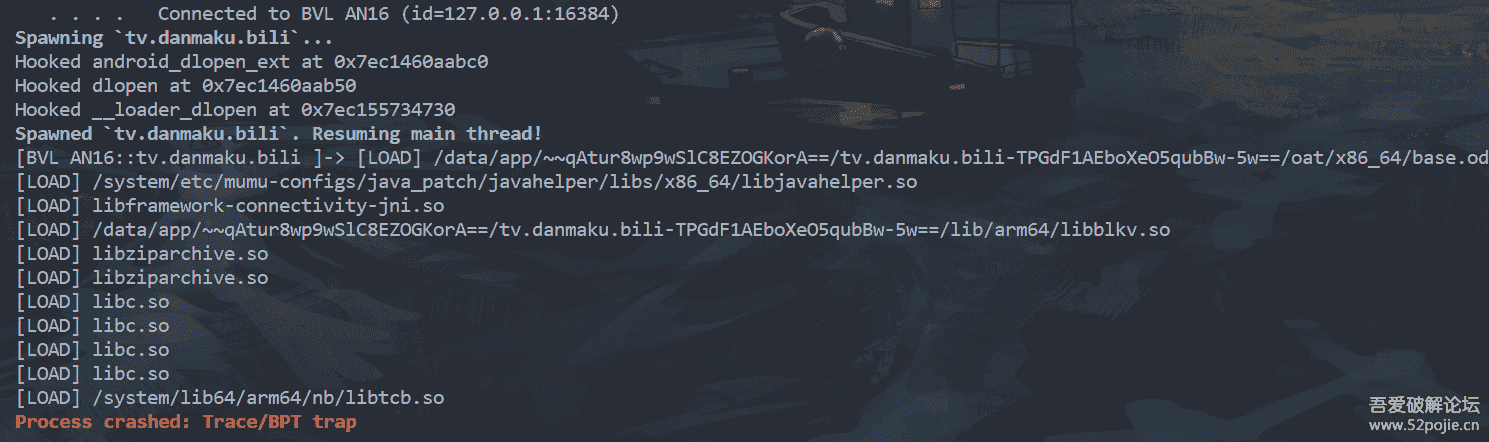 . . . .   Connected to BVL AN16 (id=127.0.0.1:16384)
Spawning `tv.danmaku.bili`...
Hooked android_dlopen_ext at 0x7ec1460aabc0
Hooked dlopen at 0x7ec1460aab50
Hooked __loader_dlopen at 0x7ec155734730
Spawned `tv.danmaku.bili`. Resuming main thread!
[BVL AN16::tv.danmaku.bili ]-> [LOAD] /data/app/~~qAtur8wp9wSlC8EZOGKorA==/tv.danmaku.bili-TPGdF1AEboXeO5qubBw-5w==/oat/x86_64/base.od
[LOAD] /system/etc/mumu-configs/java_patch/javahelper/libs/x86_64/libjavahelper.so
[LOAD] libframework-connectivity-jni.so
[LOAD] /data/app/~~qAtur8wp9wSlC8EZOGKorA==/tv.danmaku.bili-TPGdF1AEboXeO5qubBw-5w==/lib/arm64/libblkv.so
[LOAD] libziparchive.so
[LOAD] libziparchive.so
[LOAD] libc.so
[LOAD] libc.so
[LOAD] libc.so
[LOAD] libc.so
[LOAD] /system/lib64/arm64/nb/libtcb.so
Process crashed: Trace/BPT trap
吾爱破解论坛
www.52pojie.cn